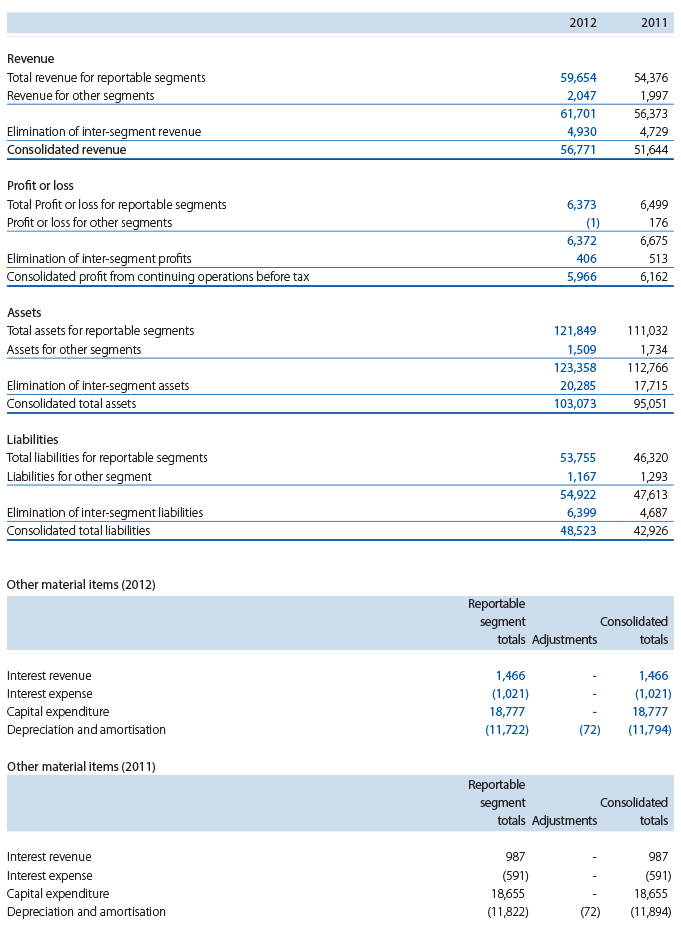 2012 2011
Revenue
Total revenue for reportable segments 59,654 54,376
Revenue for other segments 2,047 1,997
61,701 56,373
Elimination of inter-segment revenue 4,930 4,729
Consolidated revenue 56,771 51,644
Profit or loss
Total Profit or loss for reportable segments 6,373 6,499
Profit or loss for other segments (1) 176
6,372 6,675
Elimination of inter-segment profits 406 513
Consolidated profit from continuing operations before tax 5,966 6,162
Assets
Total assets for reportable segments 121,849 111,032
Assets for other segments 1,509 1,734
123,358 112,766
Elimination of inter-segment assets 20,285 17,715
Consolidated total assets 103,073 95,051
Liabilities
Total liabilities for reportable segments 53,755 46,320
Liabilities for other segment 1,167 1,293
54,922 47,613
Elimination of inter-segment liabilities 6,399 4,687
Consolidated total liabilities 48,523 42,926
Other material items (2012)
Reportable
segment Consolidated
totals Adjustments totals
Interest revenue 1,466 - 1,466
Interest expense (1,021) - (1,021)
Capital expenditure 18,777 - 18,777
Depreciation and amortisation (11,722) (72) (11,794)
Other material items (2011)
Reportable
segment Consolidated
totals Adjustments totals
Interest revenue 987 - 987
Interest expense (591) - (591)
Capital expenditure 18,655 - 18,655
Depreciation and amortisation (11,822) (72) (11,894)